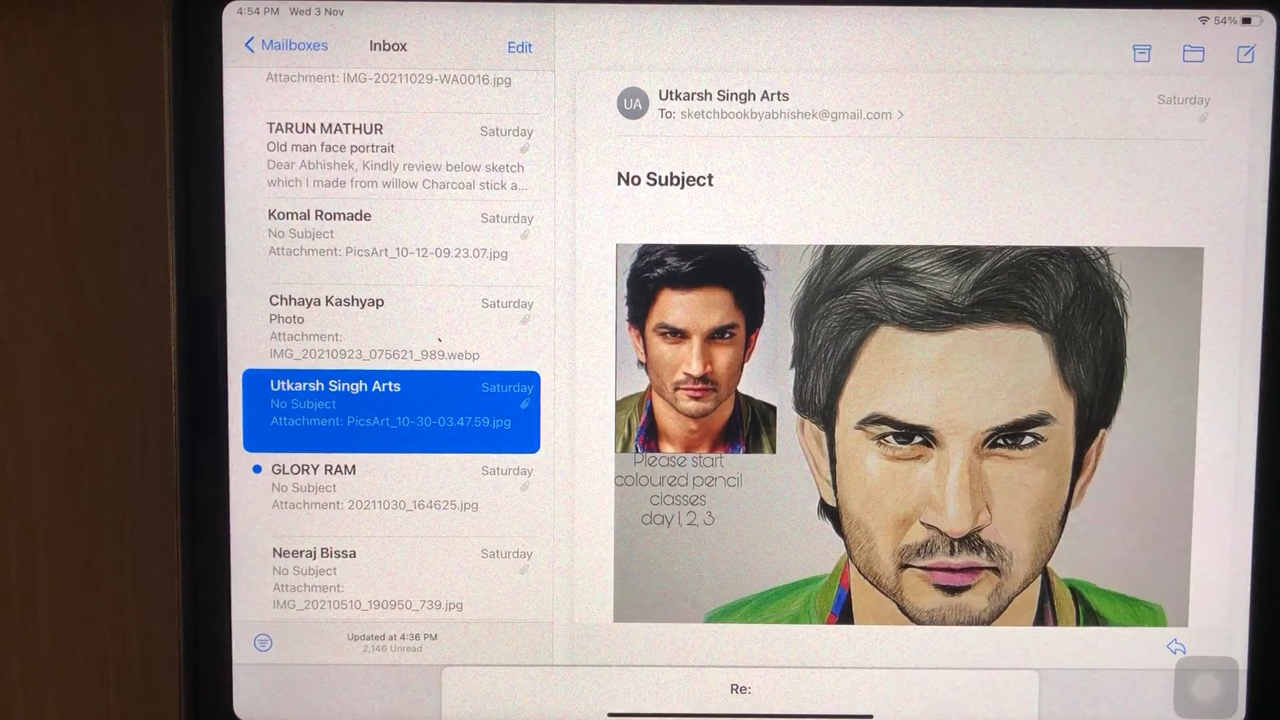 4:54 PM Wed 3 Nov
54%
Mailboxes
Inbox
Edit
Attachment: IMG-20211029-WA0016.jpg
TARUN MATHUR
Saturday
Old man face portrait
Dear Abhishek, Kindly review below sketch
which I made from willow Charcoal stick a...
Komal Romade
Saturday
No Subject
Attachment: PicsArt_10-12-09.23.07.jpg
Chhaya Kashyap
Saturday
Photo
Attachment:
IMG_20210923_075621_989.webp
Utkarsh Singh Arts
Saturday
No Subject
Attachment: PicsArt_10-30-03.47.59.jpg
GLORY RAM
Saturday
No Subject
Attachment: 20211030_164625.jpg
Neeraj Bissa
Saturday
No Subject
Attachment:
IMG_20210510_190950_739.jpg
Updated at 4:36 PM
2,146 Unread
UA
Utkarsh Singh Arts
Saturday
To: sketchbookbyabhishek@gmail.com
No Subject
Please start
coloured pencil
classes
day 1, 2, 3
Re: